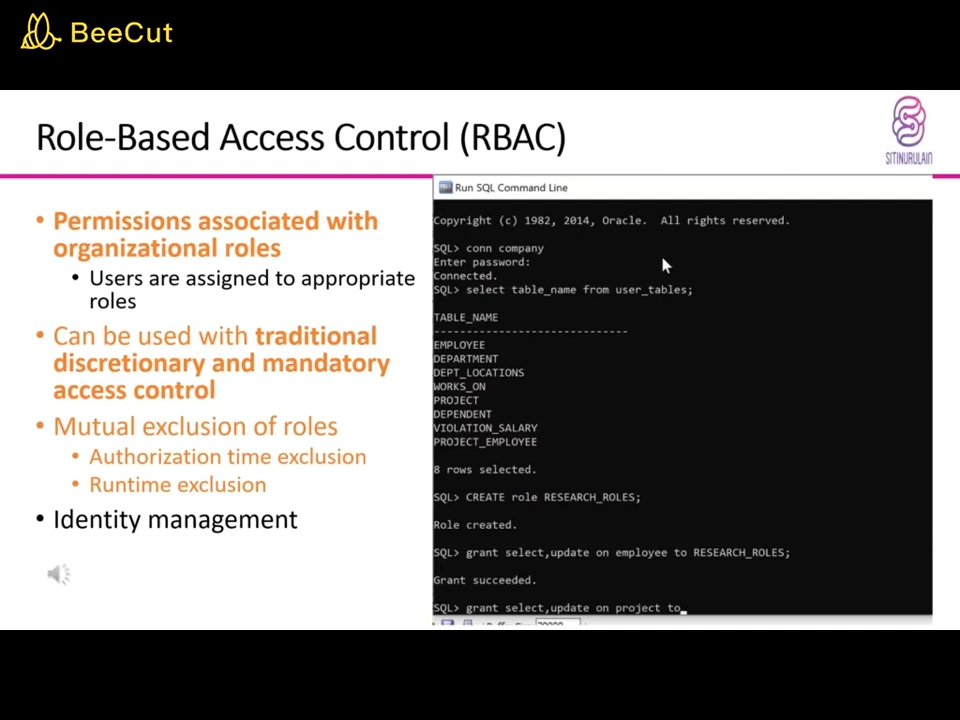 BeeCut
Role-Based Access Control (RBAC)
SITINURULAIN
• Permissions associated with
organizational roles
• Users are assigned to appropriate
roles
• Can be used with traditional
discretionary and mandatory
access control
• Mutual exclusion of roles
• Authorization time exclusion
• Runtime exclusion
• Identity management
Run SQL Command Line
Copyright (c) 1982, 2014, Oracle.  All rights reserved.
SQL> conn company
Enter password:
Connected.
SQL> select table_name from user_tables;
TABLE_NAME
------------------------------
EMPLOYEE
DEPARTMENT
DEPT_LOCATIONS
WORKS_ON
PROJECT
DEPENDENT
VIOLATION_SALARY
PROJECT_EMPLOYEE
8 rows selected.
SQL> CREATE role RESEARCH_ROLES;
Role created.
SQL> grant select,update on employee to RESEARCH_ROLES;
Grant succeeded.
SQL> grant select,update on project to_